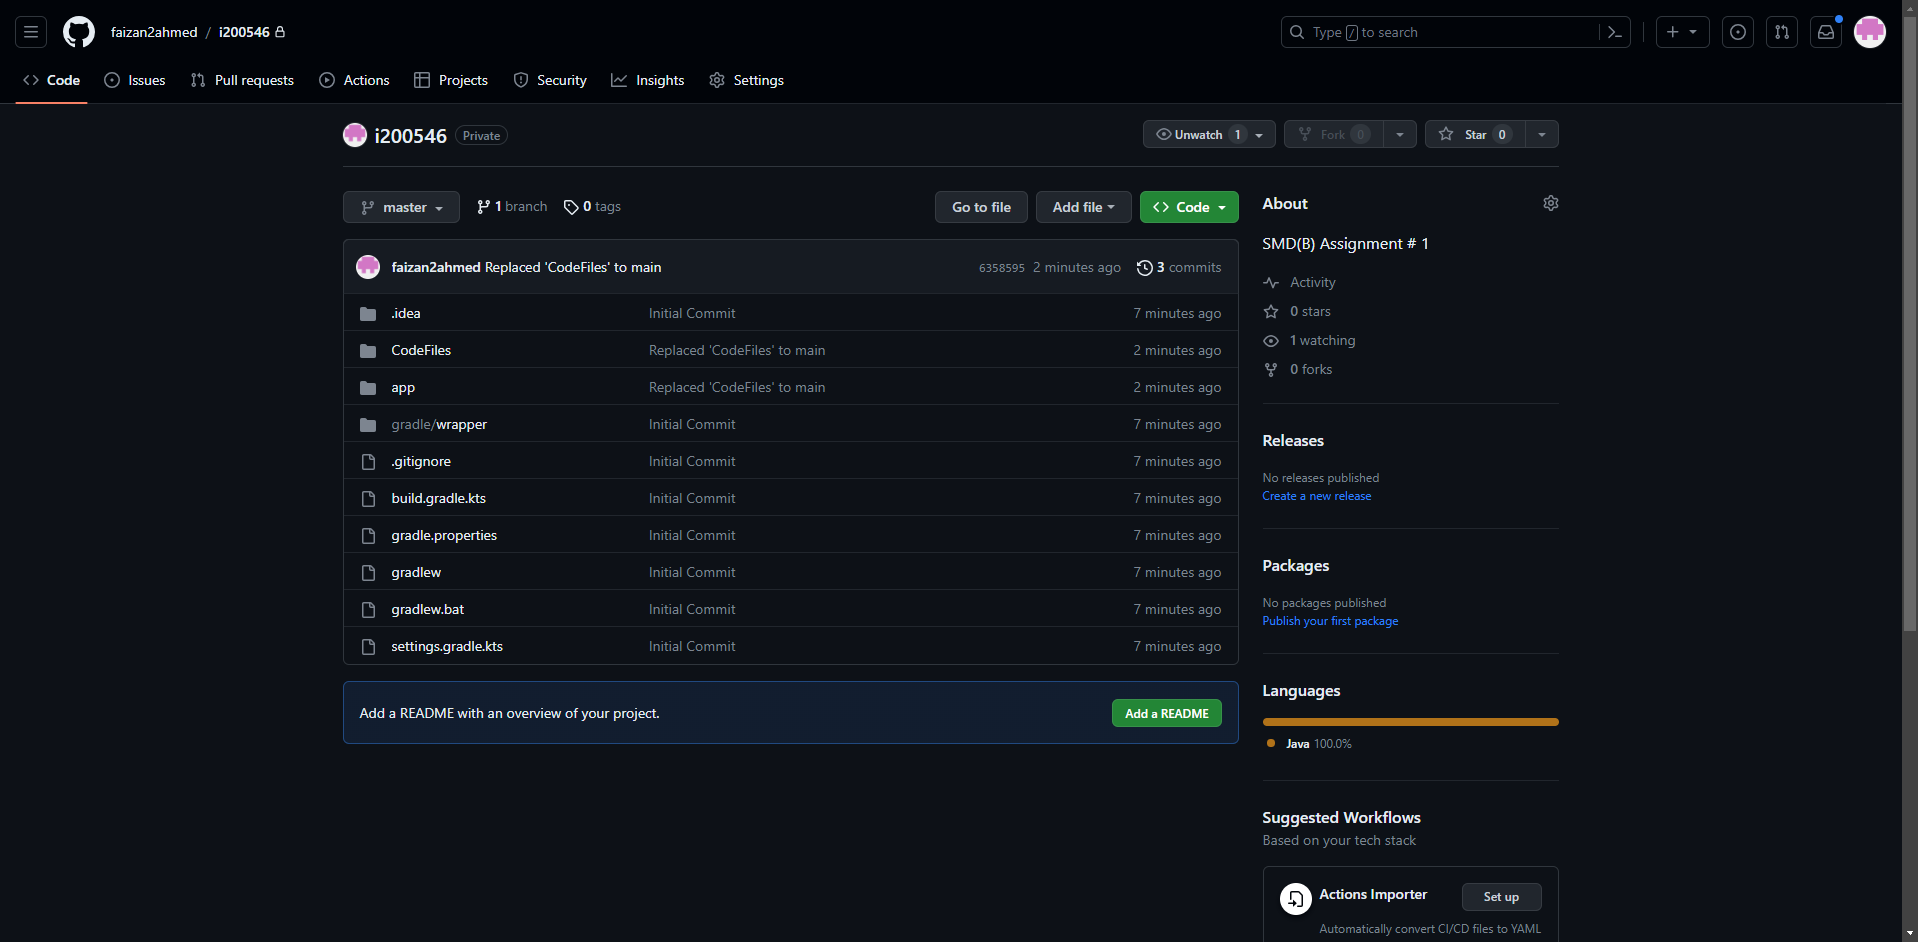 faizan2ahmed / i200546
Type / to search
Code Issues Pull requests Actions Projects Security Insights Settings
i200546 Private
Unwatch 1 Fork 0 Star 0
master 1 branch 0 tags
Go to file Add file Code
faizan2ahmed Replaced 'CodeFiles' to main 6358595 2 minutes ago 3 commits
.idea Initial Commit 7 minutes ago
CodeFiles Replaced 'CodeFiles' to main 2 minutes ago
app Replaced 'CodeFiles' to main 2 minutes ago
gradle/wrapper Initial Commit 7 minutes ago
.gitignore Initial Commit 7 minutes ago
build.gradle.kts Initial Commit 7 minutes ago
gradle.properties Initial Commit 7 minutes ago
gradlew Initial Commit 7 minutes ago
gradlew.bat Initial Commit 7 minutes ago
settings.gradle.kts Initial Commit 7 minutes ago
Add a README with an overview of your project. Add a README
About
SMD(B) Assignment # 1
Activity
0 stars
1 watching
0 forks
Releases
No releases published
Create a new release
Packages
No packages published
Publish your first package
Languages
Java 100.0%
Suggested Workflows
Based on your tech stack
Actions Importer Set up
Automatically convert CI/CD files to YAML